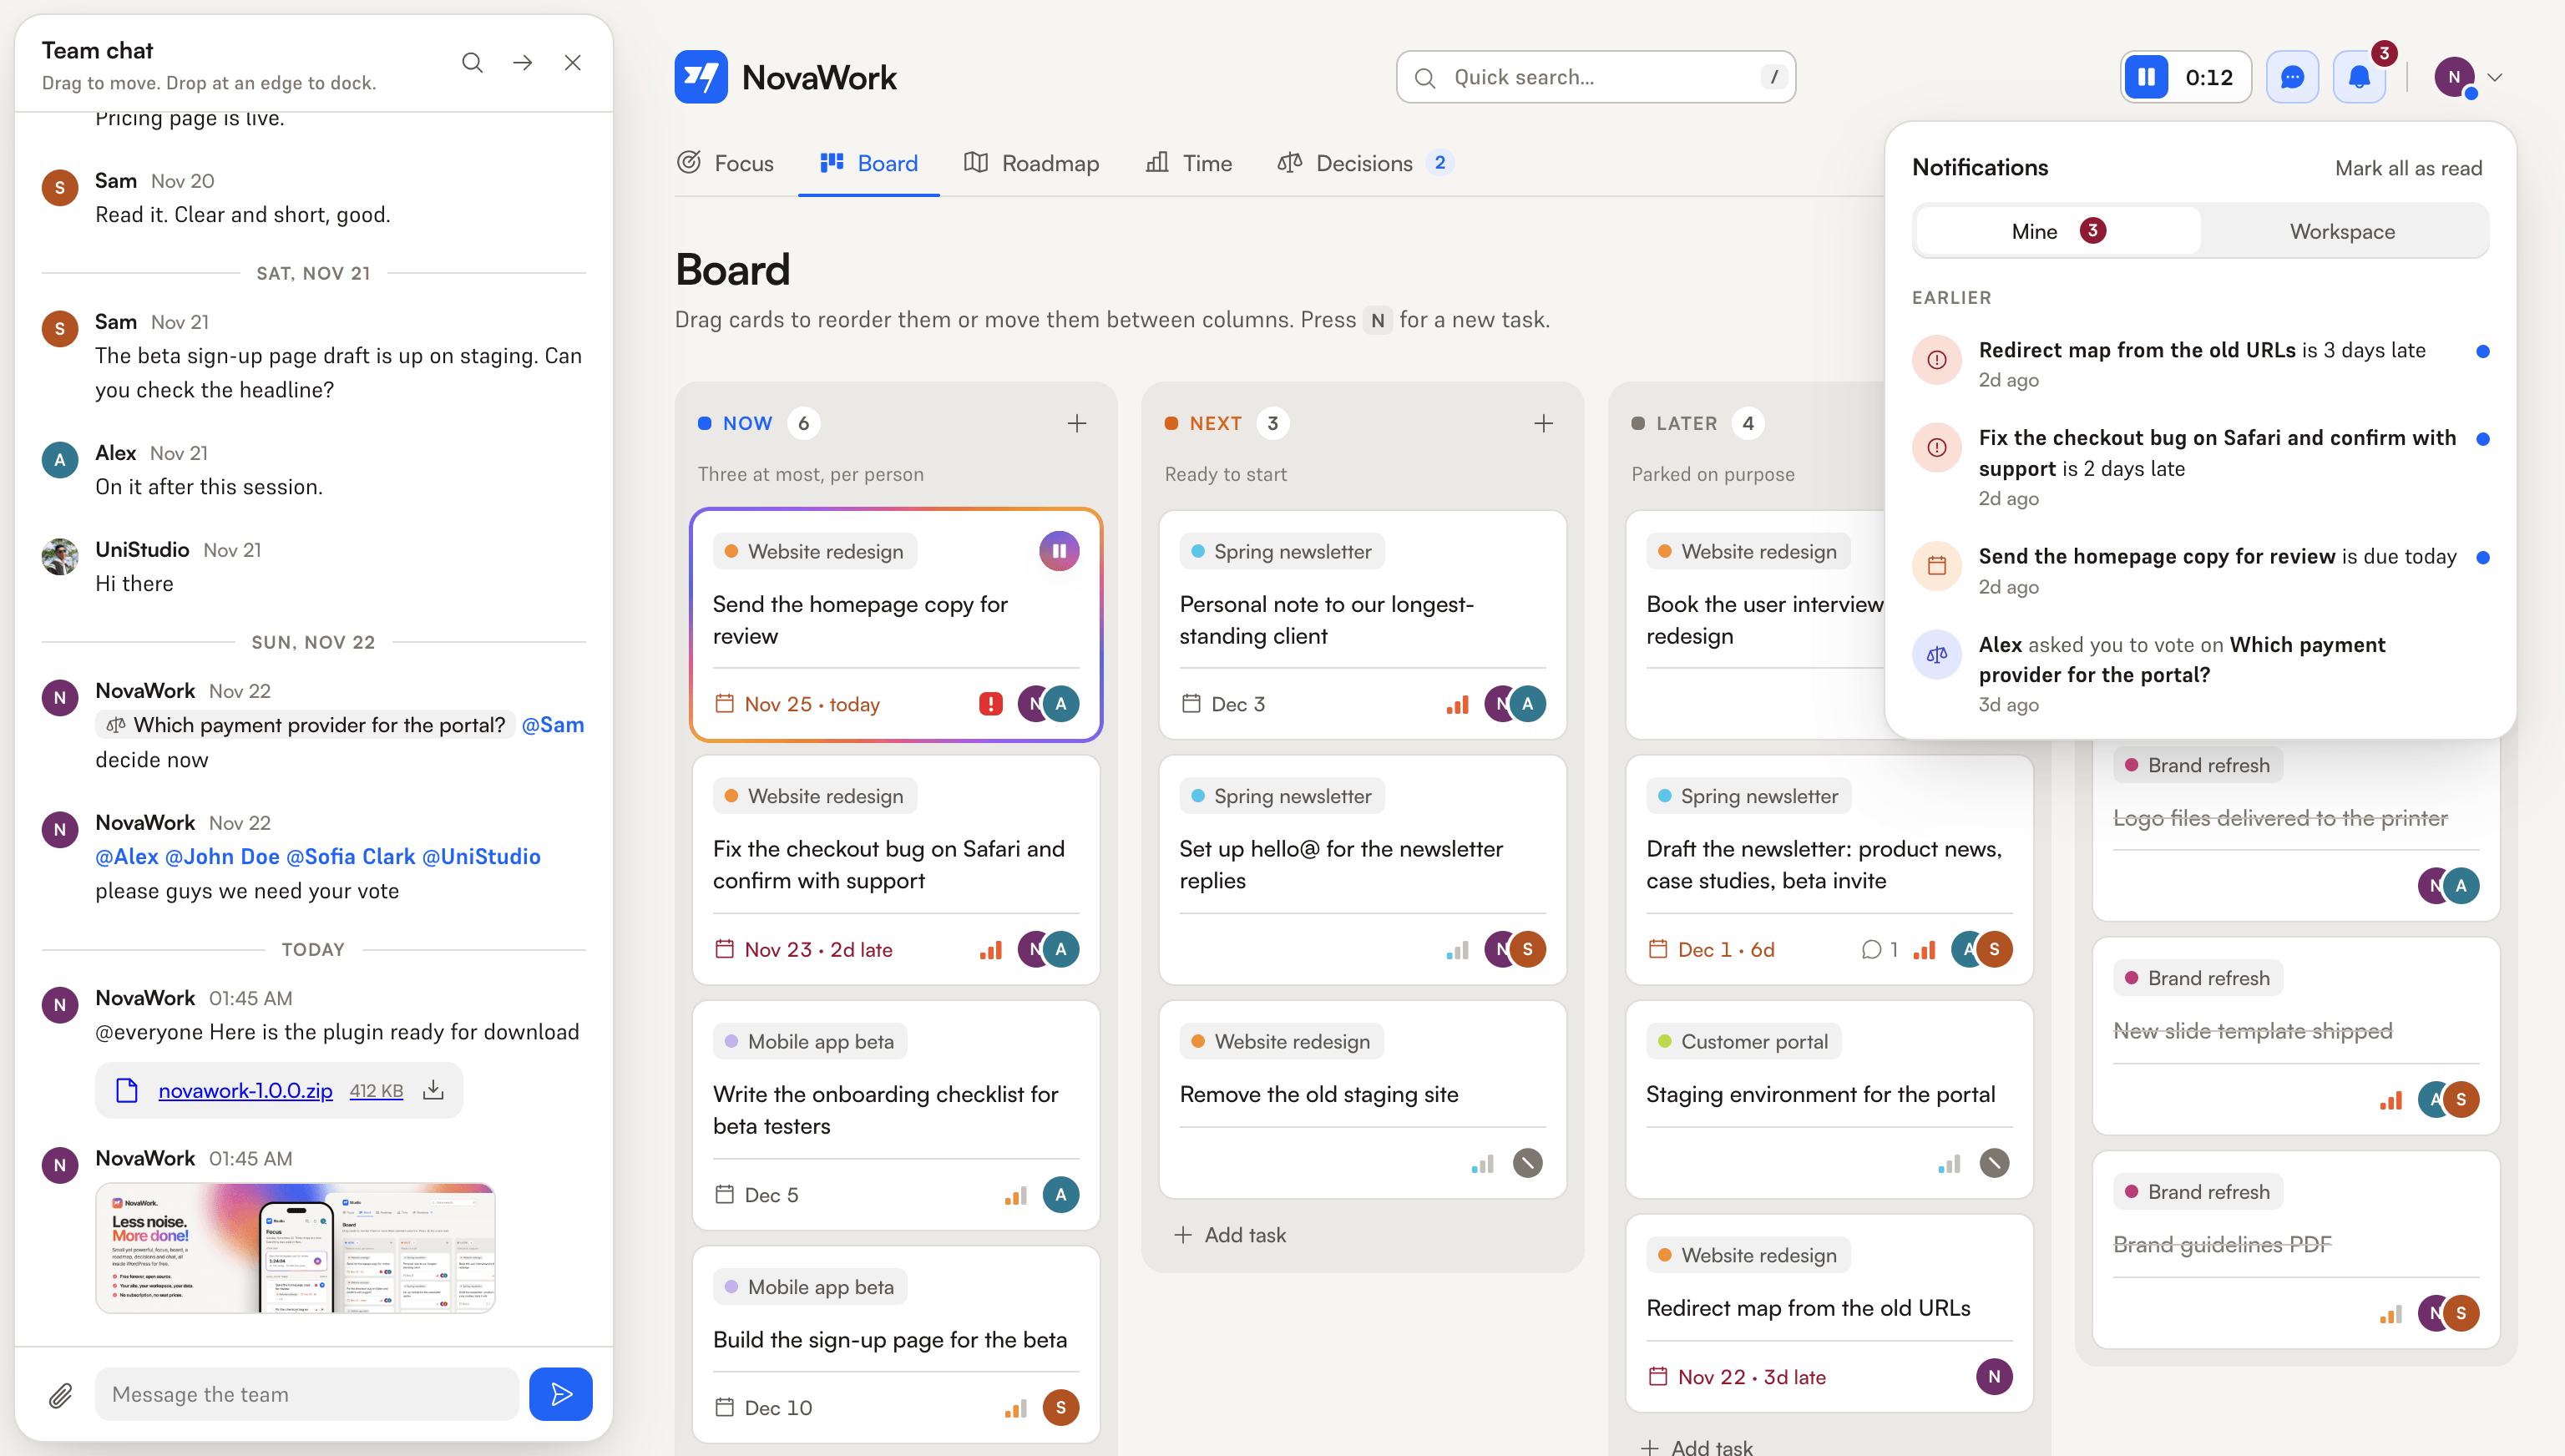 Team chat
Drag to move. Drop at an edge to dock.
Pricing page is live.
S
Sam Nov 20
Read it. Clear and short, good.
SAT, NOV 21
S
Sam Nov 21
The beta sign-up page draft is up on staging. Can
you check the headline?
A
Alex Nov 21
On it after this session.
UniStudio Nov 21
Hi there
SUN, NOV 22
N
NovaWork Nov 22
Which payment provider for the portal? @Sam
decide now
N
NovaWork Nov 22
@Alex @John Doe @Sofia Clark @UniStudio
please guys we need your vote
TODAY
N
NovaWork 01:45 AM
@everyone Here is the plugin ready for download
novawork-1.0.0.zip 412 KB
N
NovaWork 01:45 AM
NovaWork.
Less noise.
More done!
Free forever, open source.
Your site, your workspace, your data.
No subscription, no seat prices.
Message the team
NovaWork
Quick search... /
0:12
3
N
Focus
Board
Roadmap
Time
Decisions 2
Board
Drag cards to reorder them or move them between columns. Press N for a new task.
NOW 6
Three at most, per person
Website redesign
Send the homepage copy for
review
Nov 25 · today
N A
Website redesign
Fix the checkout bug on Safari and
confirm with support
Nov 23 · 2d late
N A
Mobile app beta
Write the onboarding checklist for
beta testers
Dec 5
A
Mobile app beta
Build the sign-up page for the beta
Dec 10
S
NEXT 3
Ready to start
Spring newsletter
Personal note to our longest-
standing client
Dec 3
N A
Spring newsletter
Set up hello@ for the newsletter
replies
N S
Website redesign
Remove the old staging site
Add task
LATER 4
Parked on purpose
Website redesign
Book the user interview
redesign
Spring newsletter
Draft the newsletter: product news,
case studies, beta invite
Dec 1 · 6d
1
A S
Customer portal
Staging environment for the portal
Website redesign
Redirect map from the old URLs
Nov 22 · 3d late
N
Add task
Notifications
Mark all as read
Mine 3
Workspace
EARLIER
Redirect map from the old URLs is 3 days late
2d ago
Fix the checkout bug on Safari and confirm with
support is 2 days late
2d ago
Send the homepage copy for review is due today
2d ago
Alex asked you to vote on Which payment
provider for the portal?
3d ago
Brand refresh
Logo files delivered to the printer
N A
Brand refresh
New slide template shipped
A S
Brand refresh
Brand guidelines PDF
N S